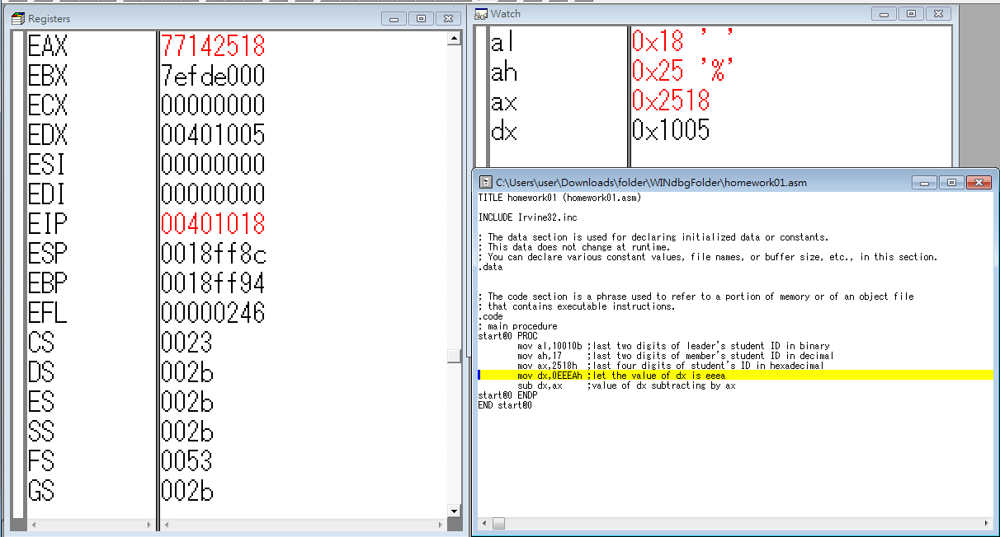 Registers
EAX 77142518
EBX 7efde000
ECX 00000000
EDX 00401005
ESI 00000000
EDI 00000000
EIP 00401018
ESP 0018ff8c
EBP 0018ff94
EFL 00000246
CS 0023
DS 002b
ES 002b
SS 002b
FS 0053
GS 002b
Watch
al 0x18 ' '
ah 0x25 '%'
ax 0x2518
dx 0x1005
C:\Users\user\Downloads\folder\WINdbgFolder\homework01.asm
TITLE homework01 (homework01.asm)
INCLUDE Irvine32.inc
; The data section is used for declaring initialized data or constants.
; This data does not change at runtime.
; You can declare various constant values, file names, or buffer size, etc., in this section.
.data
; The code section is a phrase used to refer to a portion of memory or of an object file
; that contains executable instructions.
.code
; main procedure
start@0 PROC
mov al,10010b ;last two digits of leader's student ID in binary
mov ah,17 ;last two digits of member's student ID in decimal
mov ax,2518h ;last four digits of student's ID in hexadecimal
mov dx,0EEEAh ;let the value of dx is eeea
sub dx,ax ;value of dx subtracting by ax
start@0 ENDP
END start@0